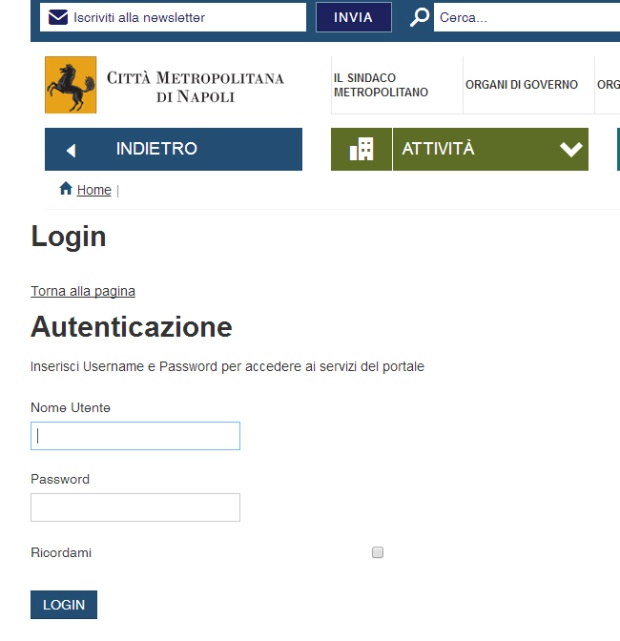 Iscriviti alla newsletter
INVIA
Cerca...
CITTÀ METROPOLITANA
DI NAPOLI
IL SINDACO
METROPOLITANO
ORGANI DI GOVERNO
ORG
INDIETRO
ATTIVITÀ
Home |
Login
Torna alla pagina
Autenticazione
Inserisci Username e Password per accedere ai servizi del portale
Nome Utente
Password
Ricordami
LOGIN